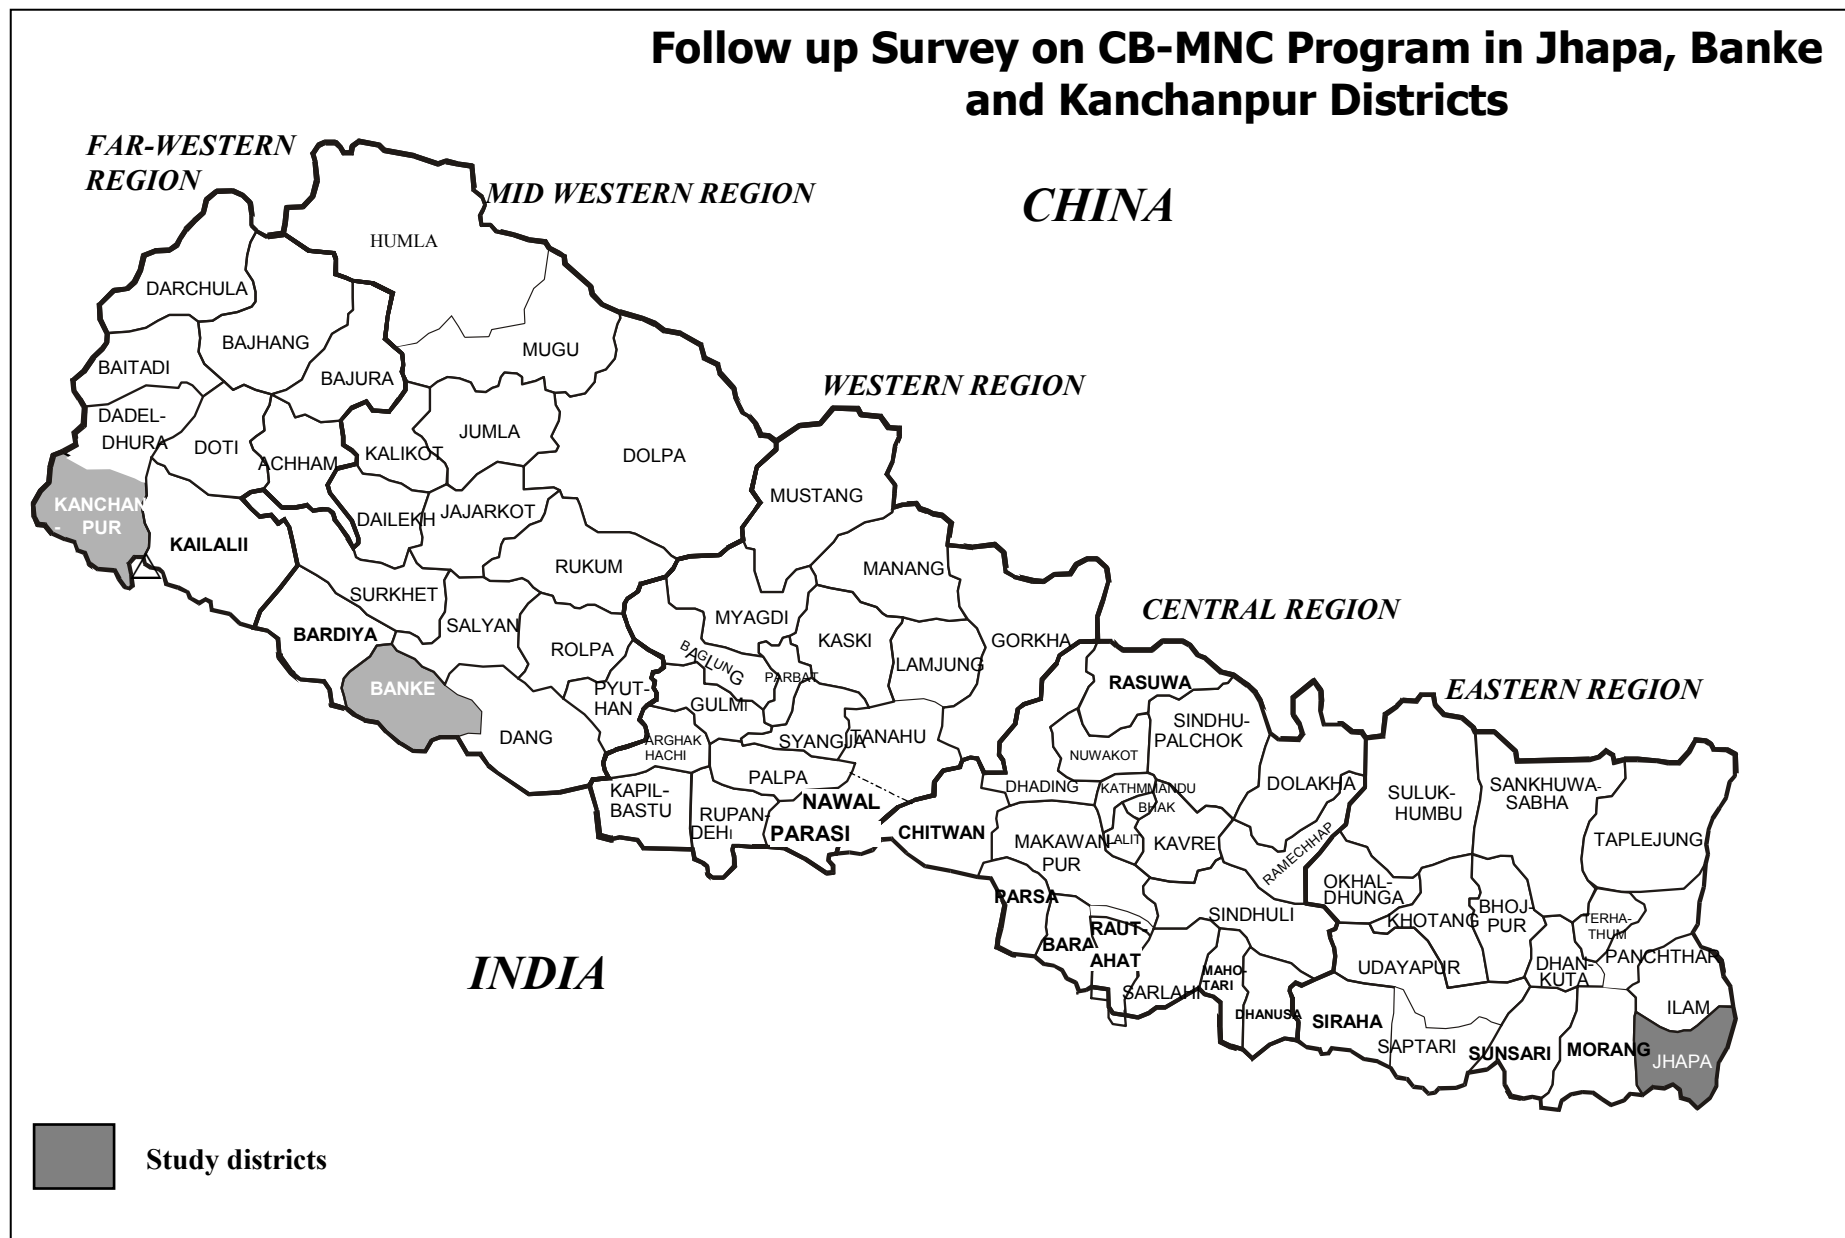 Follow up Survey on CB-MNC Program in Jhapa, Banke
and Kanchanpur Districts
FAR-WESTERN
REGION
MID WESTERN REGION
CHINA
HUMLA
DARCHULA
BAJHANG
MUGU
BAITADI
BAJURA
WESTERN REGION
DADEL-
DHURA
DOTI
ACHHAM
KALIKOT
JUMLA
DOLPA
MUSTANG
KANCHAN
- PUR
KAILALII
DAILEKH
JAJARKOT
RUKUM
MANANG
SURKHET
SALYAN
BARDIYA
ROLPA
MYAGDI
KASKI
GORKHA
CENTRAL REGION
BAGLUNG
PARBAT
LAMJUNG
BANKE
PYUT-
HAN
GULMI
RASUWA
EASTERN REGION
DANG
ARGHAK
HACHI
SYANGJA
TANAHU
SINDHU-
PALCHOK
NUWAKOT
PALPA
KAPIL-
BASTU
NAWAL
PARASI
RUPAN-
DEHI
CHITWAN
DHADING
KATHMMANDU
BHAK
DOLAKHA
SULUK-
HUMBU
SANKHUWA-
SABHA
MAKAWAN
PUR
LALIT
KAVRE
RAMECHHAP
TAPLEJUNG
OKHAL-
DHUNGA
PARSA
KHOTANG
BHOJ-
PUR
TERHA-
THUM
SINDHULI
BARA
RAUT-
AHAT
PANCHTHAR
UDAYAPUR
DHAN-
KUTA
INDIA
SARLAHI
MAHO-
TARI
DHANUSA
SIRAHA
ILAM
SAPTARI
SUNSARI
MORANG
JHAPA
Study districts